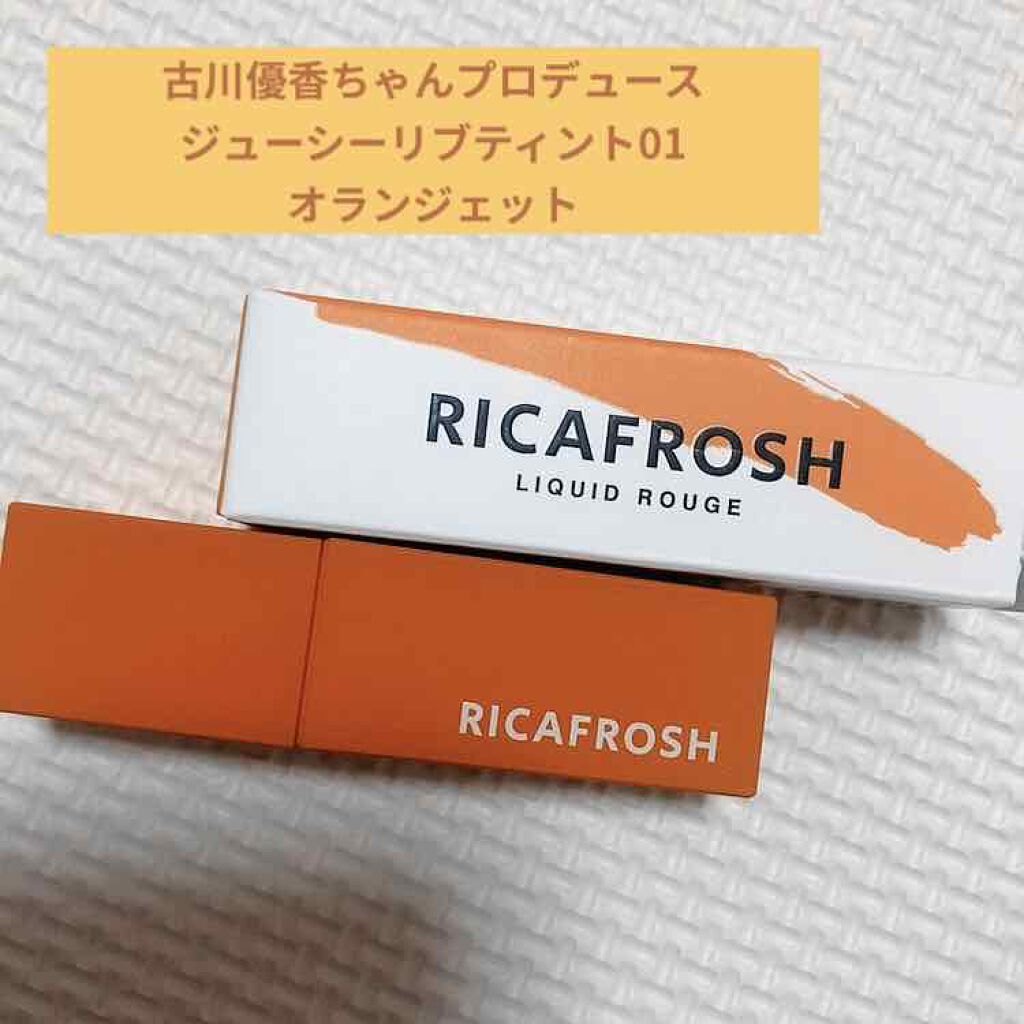 古川優香ちゃんプロデュース
ジューシーリブティント01
オランジェット
RICAFROSH
LIQUID ROUGE
RICAFROSH